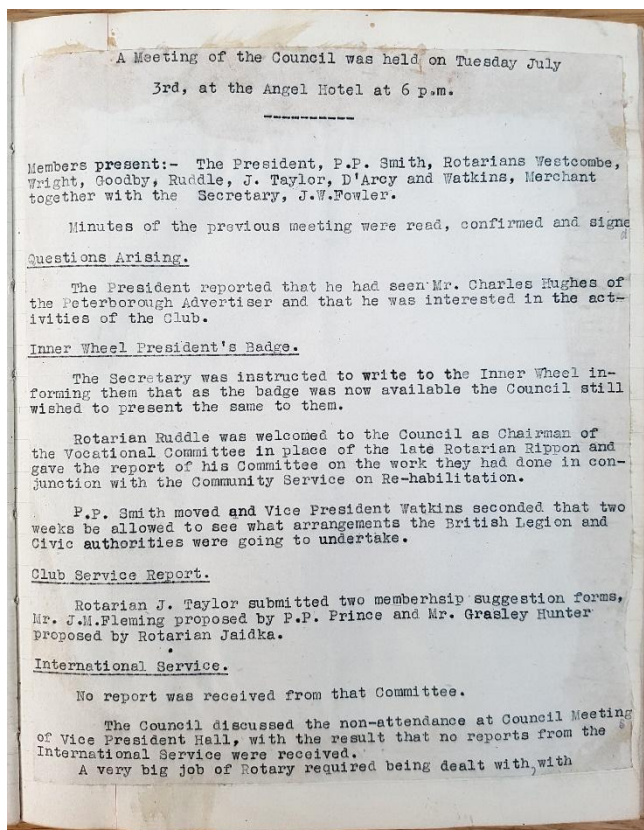 A Meeting of the Council was held on Tuesday July
3rd, at the Angel Hotel at 6 p.m.
----------
Members present:- The President, P.P. Smith, Rotarians Westcombe,
Wright, Goodby, Ruddle, J. Taylor, D'Arcy and Watkins, Merchant
together with the Secretary, J.W.Fowler.
Minutes of the previous meeting were read, confirmed and signe
d
Questions Arising.
The President reported that he had seen Mr. Charles Hughes of
the Peterborough Advertiser and that he was interested in the act-
ivities of the Club.
Inner Wheel President's Badge.
The Secretary was instructed to write to the Inner Wheel in-
forming them that as the badge was now available the Council still
wished to present the same to them.
Rotarian Ruddle was welcomed to the Council as Chairman of
the Vocational Committee in place of the late Rotarian Rippon and
gave the report of his Committee on the work they had done in con-
junction with the Community Service on Re-habilitation.
P.P. Smith moved and Vice President Watkins seconded that two
weeks be allowed to see what arrangements the British Legion and
Civic authorities were going to undertake.
Club Service Report.
Rotarian J. Taylor submitted two memberhsip suggestion forms,
Mr. J.M.Fleming proposed by P.P. Prince and Mr. Grasley Hunter
proposed by Rotarian Jaidka.
International Service.
No report was received from that Committee.
The Council discussed the non-attendance at Council Meeting
s
of Vice President Hall, with the result that no reports from the
International Service were received.
A very big job of Rotary required being dealt with, with